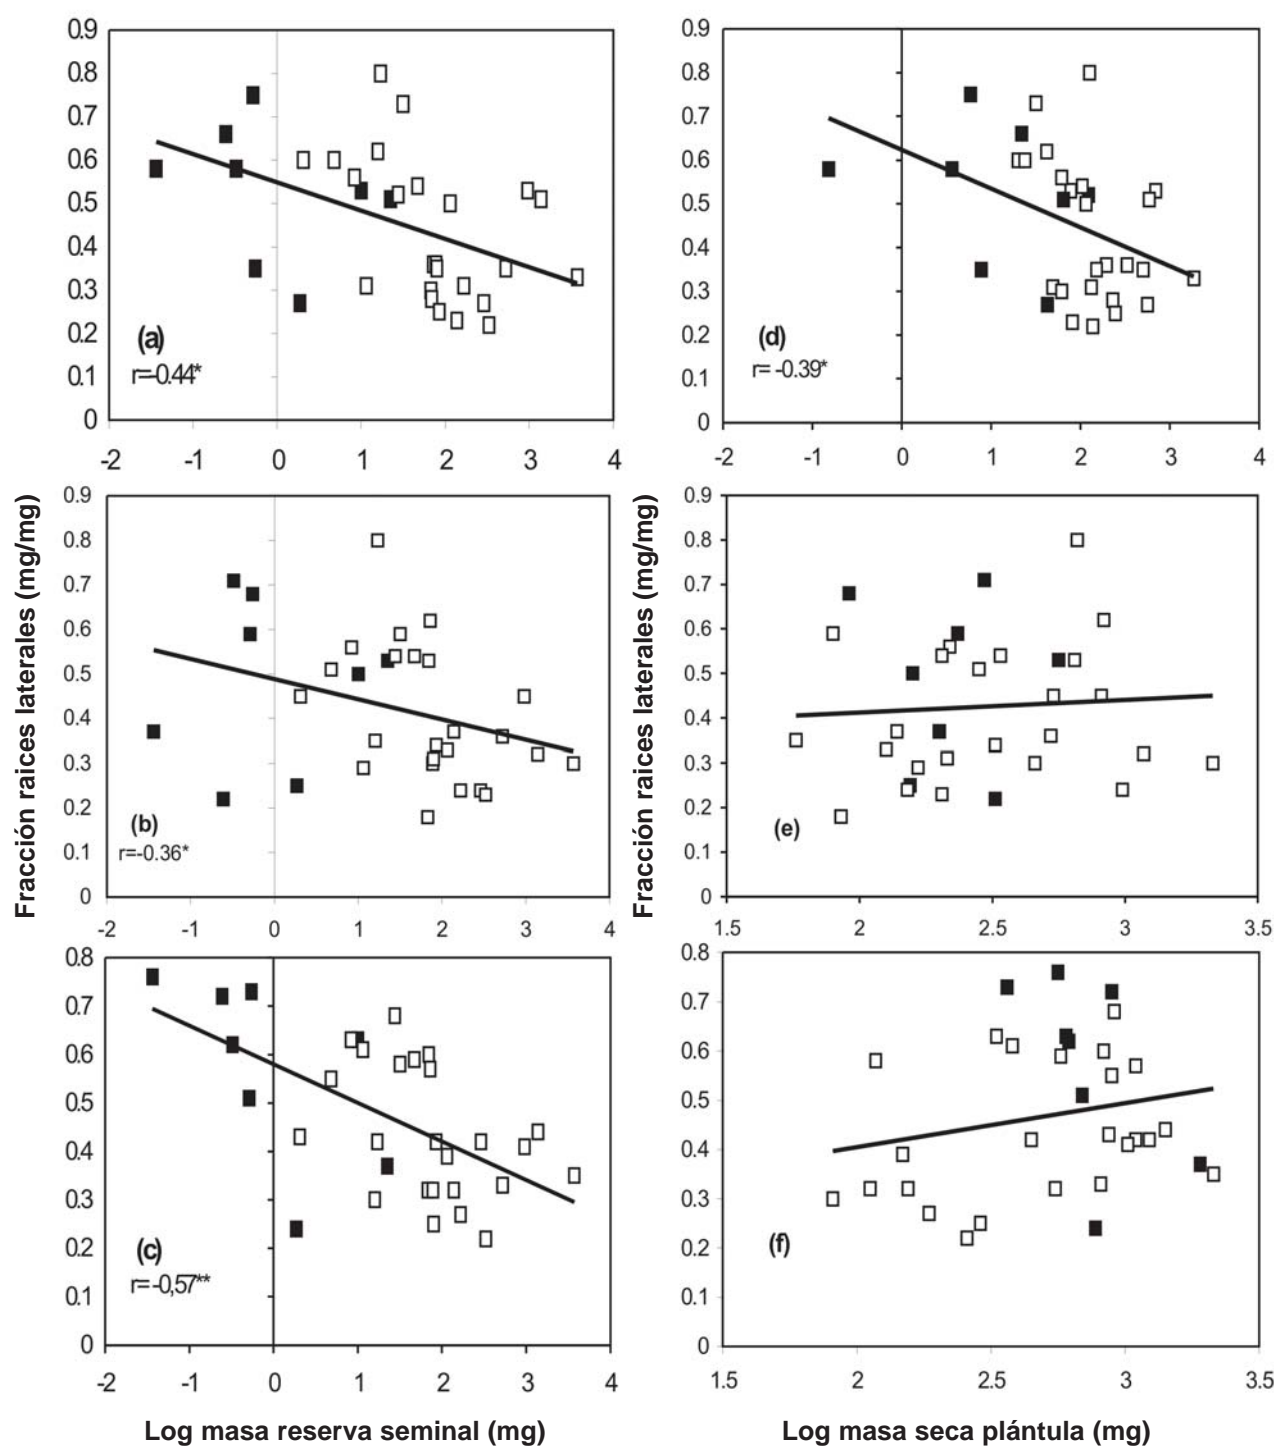 0.9
0.8
0.7
0.6
0.5
0.4
0.3
0.2
0.1
0
(a)
r=-0.44*
-2 -1 0 1 2 3 4
0.9
0.8
0.7
0.6
0.5
0.4
0.3
0.2
0.1
0
(d)
r= -0.39*
-2 -1 0 1 2 3 4
Fracción raices laterales (mg/mg)
0.9
0.8
0.7
0.6
0.5
0.4
0.3
0.2
0.1
0
(b)
r=-0.36*
-2 -1 0 1 2 3 4
Fracción raices laterales (mg/mg)
0.9
0.8
0.7
0.6
0.5
0.4
0.3
0.2
0.1
0
(e)
1.5 2 2.5 3 3.5
0.8
0.7
0.6
0.5
0.4
0.3
0.2
0.1
0
(c)
r= -0,57**
-2 -1 0 1 2 3 4
Log masa reserva seminal (mg)
0.8
0.7
0.6
0.5
0.4
0.3
0.2
0.1
0
(f)
1.5 2 2.5 3 3.5
Log masa seca plántula (mg)